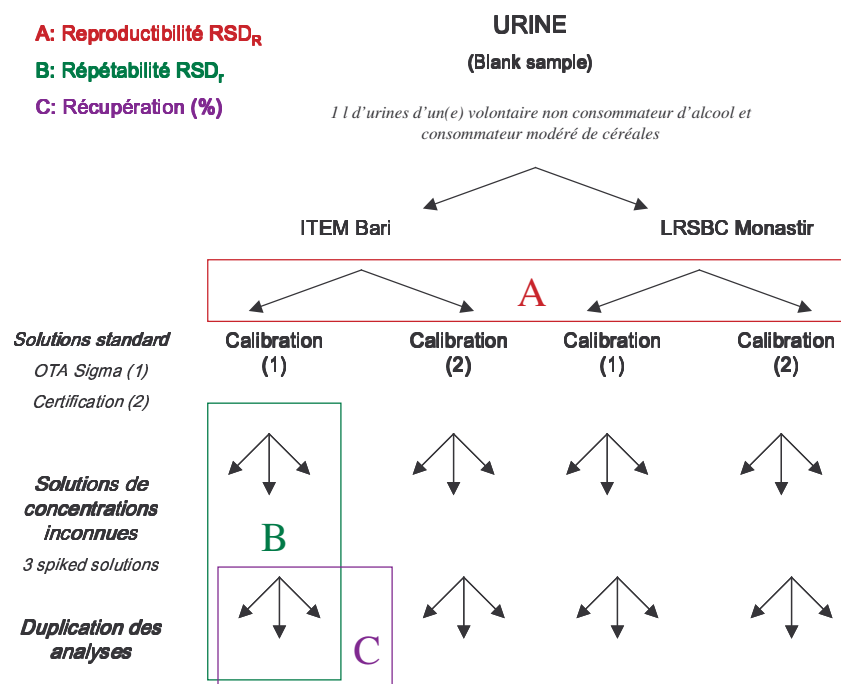 A: Reproductibilité RSDR
B: Répétabilité RSDr
C: Récupération (%)
URINE
(Blank sample)
1 l d'urines d'un(e) volontaire non consommateur d'alcool et
consommateur modéré de céréales
ITEM Bari
LRSBC Monastir
A
Solutions standard
OTA Sigma (1)
Certification (2)
Calibration
(1)
Calibration
(2)
Calibration
(1)
Calibration
(2)
Solutions de
concentrations
inconnues
3 spiked solutions
B
Duplication des
analyses
C